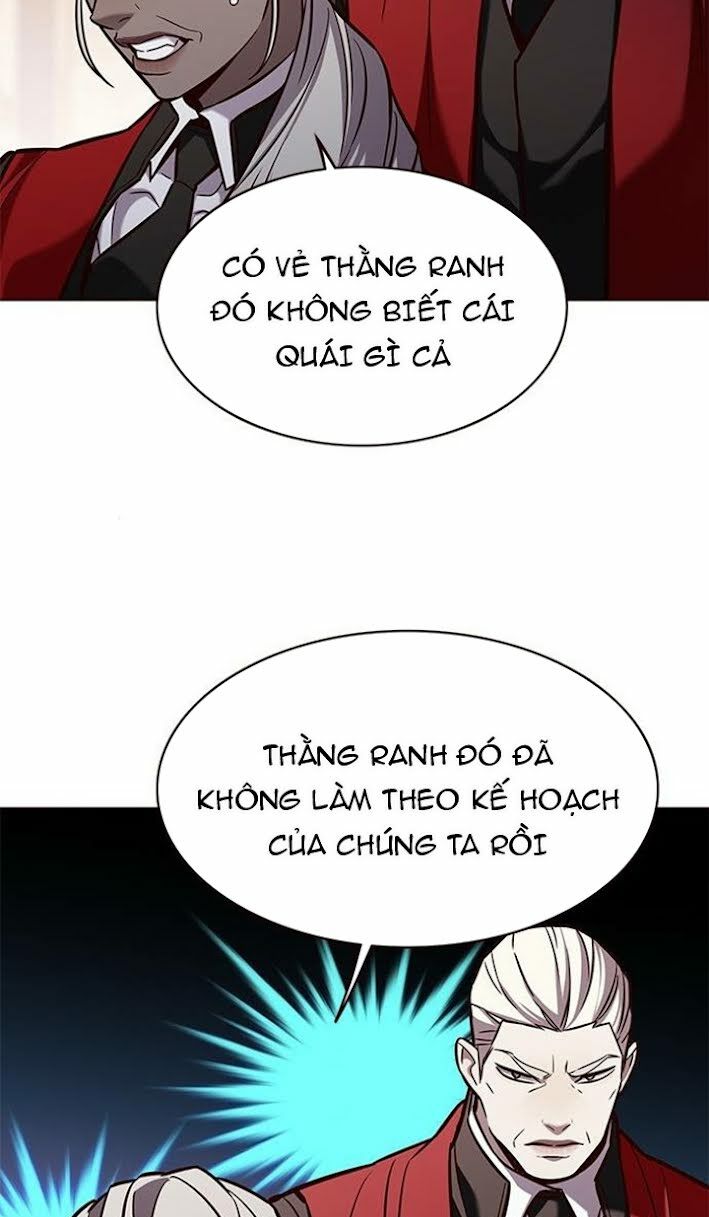 CÓ VẺ THẰNG RANH
ĐÓ KHÔNG BIẾT CÁI
QUÁI GÌ CẢ
THẰNG RANH ĐÓ ĐÃ
KHÔNG LÀM THEO KẾ HOẠCH
CỦA CHÚNG TA RỒI